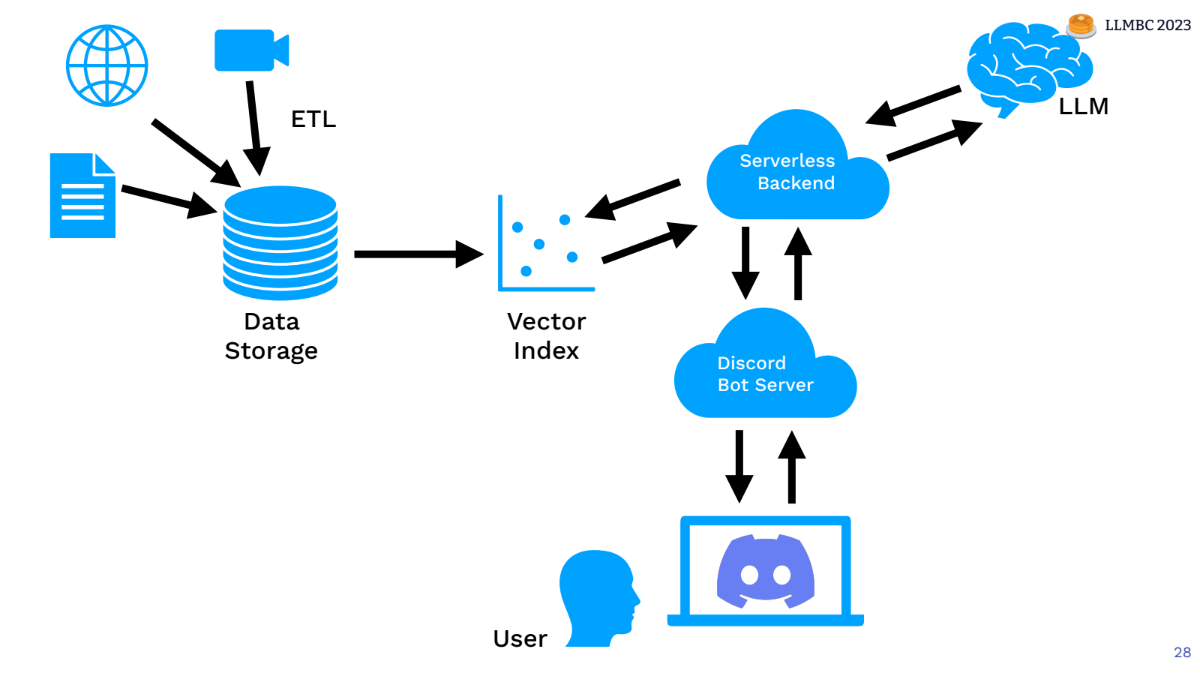 LLMBC 2023
ETL
LLM
Serverless
Backend
Data
Storage
Vector
Index
Discord
Bot Server
User
28